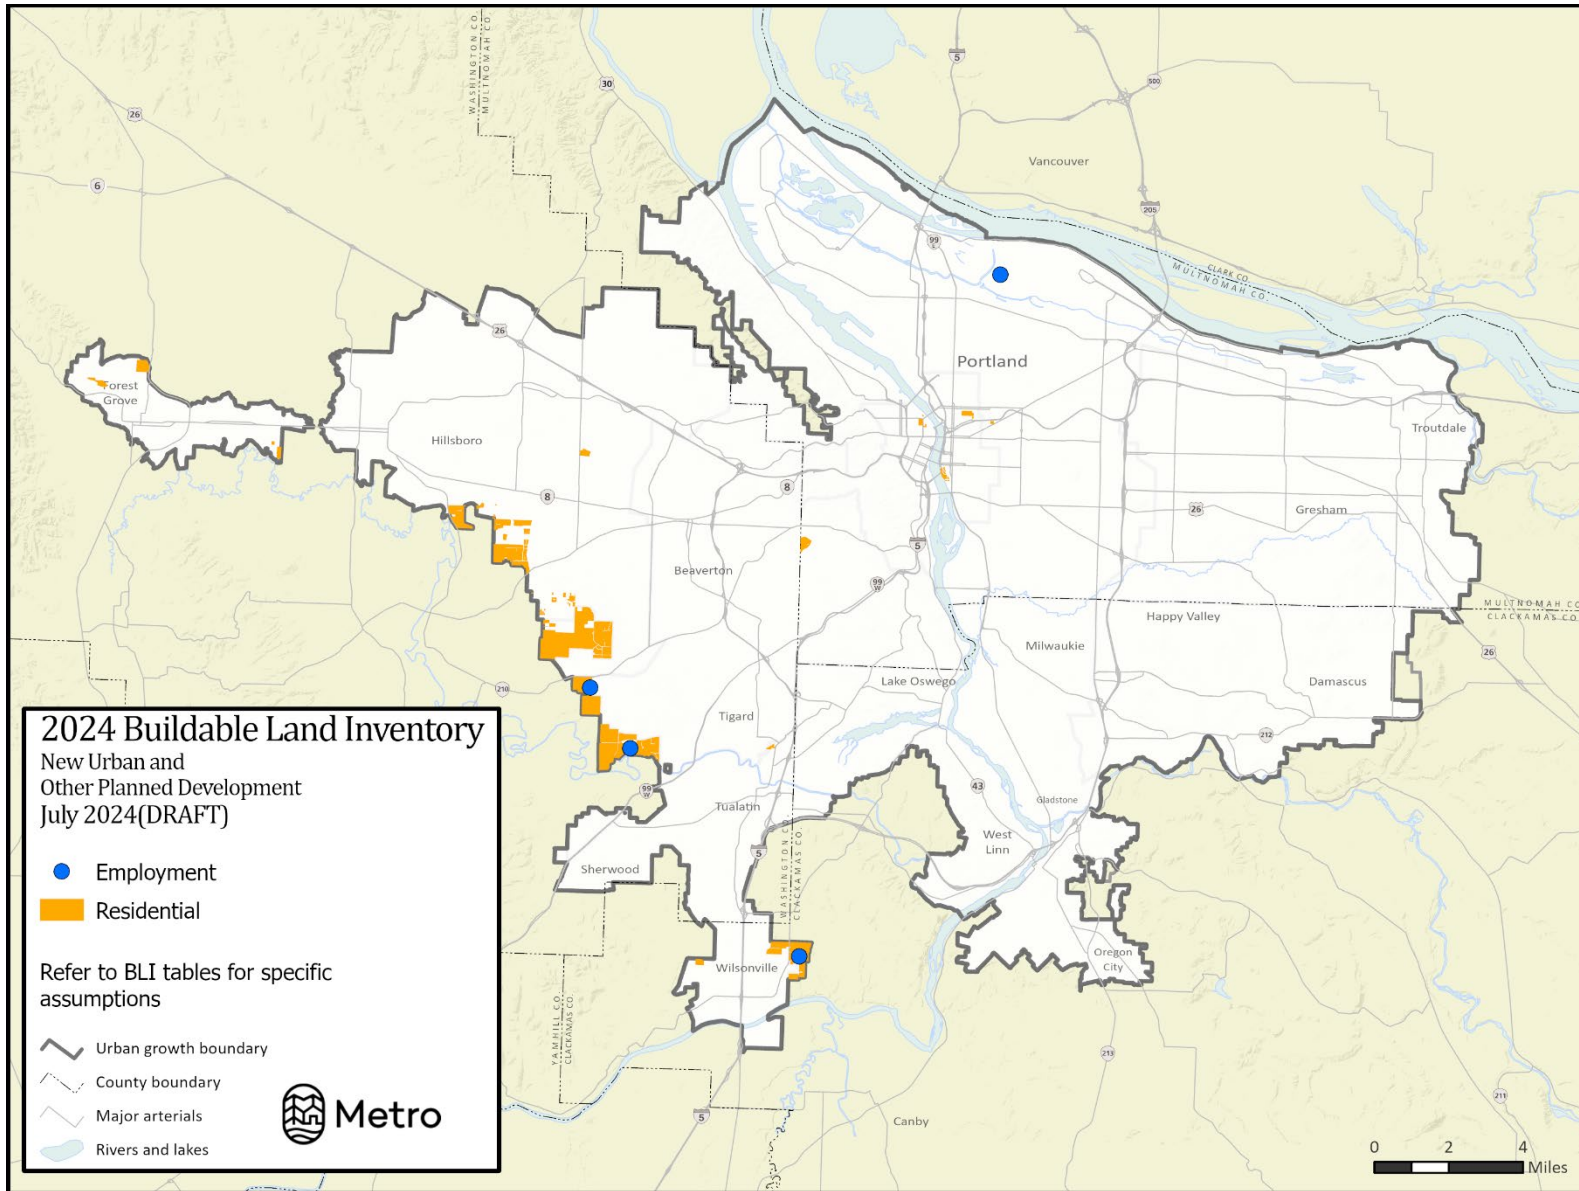 WASHINGTON CO.
MULTNOMAH CO.
5
500
30
26
Vancouver
6
205
99
E
CLARK CO.
MULTNOMAH CO.
26
Portland
Forest
Grove
Hillsboro
Troutdale
8
8
26
Gresham
5
Beaverton
99
W
MULTNOMAH CO.
CLACKAMAS CO.
Happy Valley
Milwaukie
26
Lake Oswego
Damascus
210
Tigard
212
43
99
W
Tualatin
Gladstone
West
Linn
5
Sherwood
WASHINGTON CO.
CLACKAMAS CO.
Oregon
City
Wilsonville
YAMHILL CO.
CLACKAMAS CO.
213
211
5
Canby
2024 Buildable Land Inventory
New Urban and
Other Planned Development
July 2024(DRAFT)
Employment
Residential
Refer to BLI tables for specific
assumptions
Urban growth boundary
County boundary
Major arterials
Rivers and lakes
Metro
0 2 4
Miles